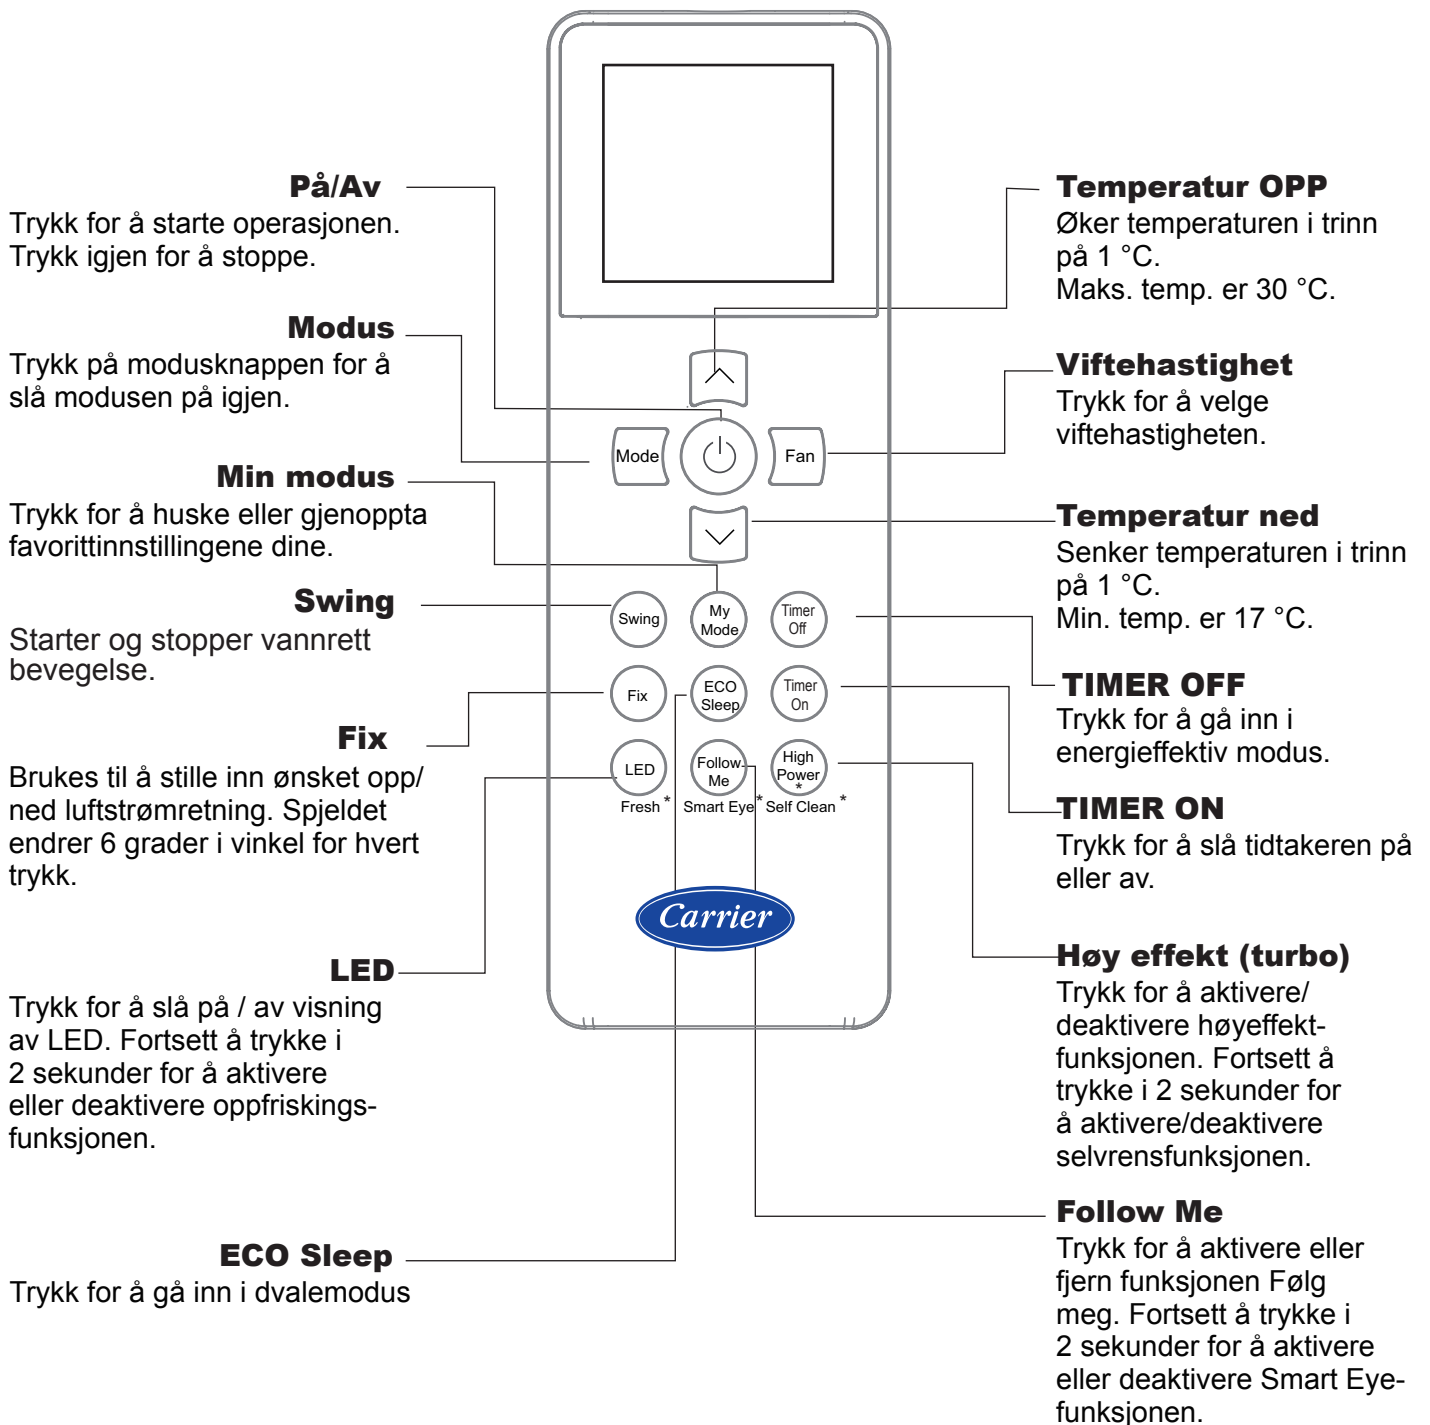 På/Av
Trykk for å starte operasjonen.
Trykk igjen for å stoppe.
Modus
Trykk på modusknappen for å
slå modusen på igjen.
Min modus
Trykk for å huske eller gjenoppta
favorittinnstillingene dine.
Swing
Starter og stopper vannrett
bevegelse.
Fix
Brukes til å stille inn ønsket opp/
ned luftstrømretning. Spjeldet
endrer 6 grader i vinkel for hvert
trykk.
LED
Trykk for å slå på / av visning
av LED. Fortsett å trykke i
2 sekunder for å aktivere
eller deaktivere oppfriskings-
funksjonen.
ECO Sleep
Trykk for å gå inn i dvalemodus
Mode
Fan
Swing
My
Mode
Timer
Off
Fix
ECO
Sleep
Timer
On
LED
Follow
Me
High
Power
*
Fresh *
Smart Eye *
Self Clean *
Carrier
Temperatur OPP
Øker temperaturen i trinn
på 1 °C.
Maks. temp. er 30 °C.
Viftehastighet
Trykk for å velge
viftehastigheten.
Temperatur ned
Senker temperaturen i trinn
på 1 °C.
Min. temp. er 17 °C.
TIMER OFF
Trykk for å gå inn i
energieffektiv modus.
TIMER ON
Trykk for å slå tidtakeren på
eller av.
Høy effekt (turbo)
Trykk for å aktivere/
deaktivere høyeffekt-
funksjonen. Fortsett å
trykke i 2 sekunder for
å aktivere/deaktivere
selvrensfunksjonen.
Follow Me
Trykk for å aktivere eller
fjern funksjonen Følg
meg. Fortsett å trykke i
2 sekunder for å aktivere
eller deaktivere Smart Eye-
funksjonen.